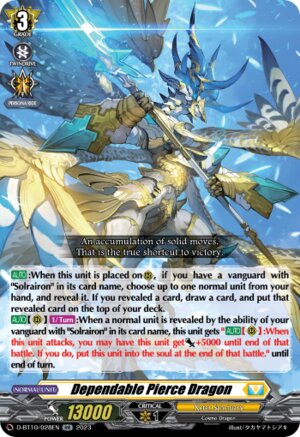 3
GRADE
TWINDRIVE
PERSONA RIDE
An accumulation of solid moves.
That is the true shortcut to victory.
AUTO:When this unit is placed on , if you have a vanguard with
"Solrairon" in its card name, choose up to one normal unit from your
hand, and reveal it. If you revealed a card, draw a card, and put that
revealed card on the top of your deck.
AUTO【 】1/Turn:When a normal unit is revealed by the ability of your
vanguard with "Solrairon" in its card name, this unit gets "AUTO【 】:When
this unit attacks, you may have this unit get +5000 until end of that
battle. If you do, put this unit into the soul at the end of that battle." until
end of turn.
NORMAL UNIT
Dependable Pierce Dragon
POWER
13000
CRITICAL
1
Keter Sanctuary
Cosmo Dragon
D-BT10/028EN RR 2023
illust/タカヤマトシアキ